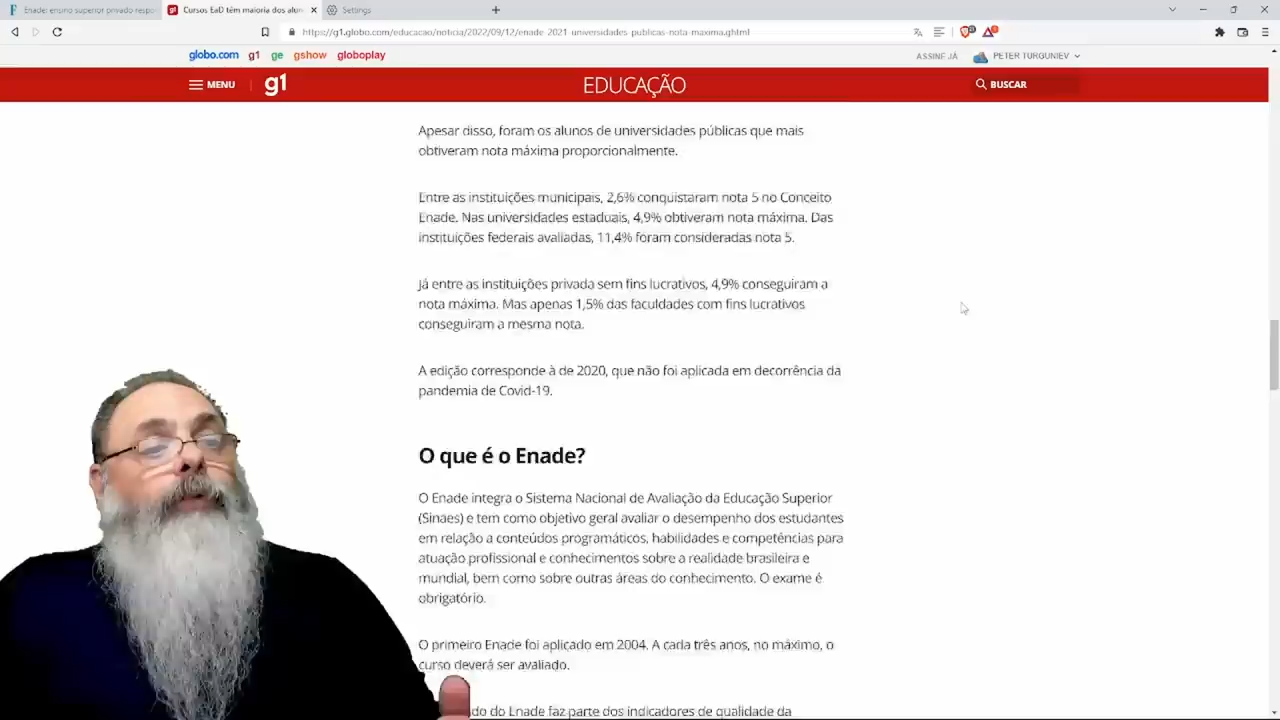 Enade: ensino superior privado respon
Cursos EaD têm maioria dos alun
Settings
https://g1.globo.com/educacao/noticia/2022/09/12/enade-2021-universidades-publicas-nota-maxima.ghtml
globo.com g1 ge gshow globoplay
ASSINE JÁ
PETER TURGUNIEV
MENU
g1
EDUCAÇÃO
BUSCAR
Apesar disso, foram os alunos de universidades públicas que mais
obtiveram nota máxima proporcionalmente.
Entre as instituições municipais, 2,6% conquistaram nota 5 no Conceito
Enade. Nas universidades estaduais, 4,9% obtiveram nota máxima. Das
instituições federais avaliadas, 11,4% foram consideradas nota 5.
Já entre as instituições privada sem fins lucrativos, 4,9% conseguiram a
nota máxima. Mas apenas 1,5% das faculdades com fins lucrativos
conseguiram a mesma nota.
A edição corresponde à de 2020, que não foi aplicada em decorrência da
pandemia de Covid-19.
O que é o Enade?
O Enade integra o Sistema Nacional de Avaliação da Educação Superior
(Sinaes) e tem como objetivo geral avaliar o desempenho dos estudantes
em relação a conteúdos programáticos, habilidades e competências para
atuação profissional e conhecimentos sobre a realidade brasileira e
mundial, bem como sobre outras áreas do conhecimento. O exame é
obrigatório.
O primeiro Enade foi aplicado em 2004. A cada três anos, no máximo, o
curso deverá ser avaliado.
do do Enade faz parte dos indicadores de qualidade da